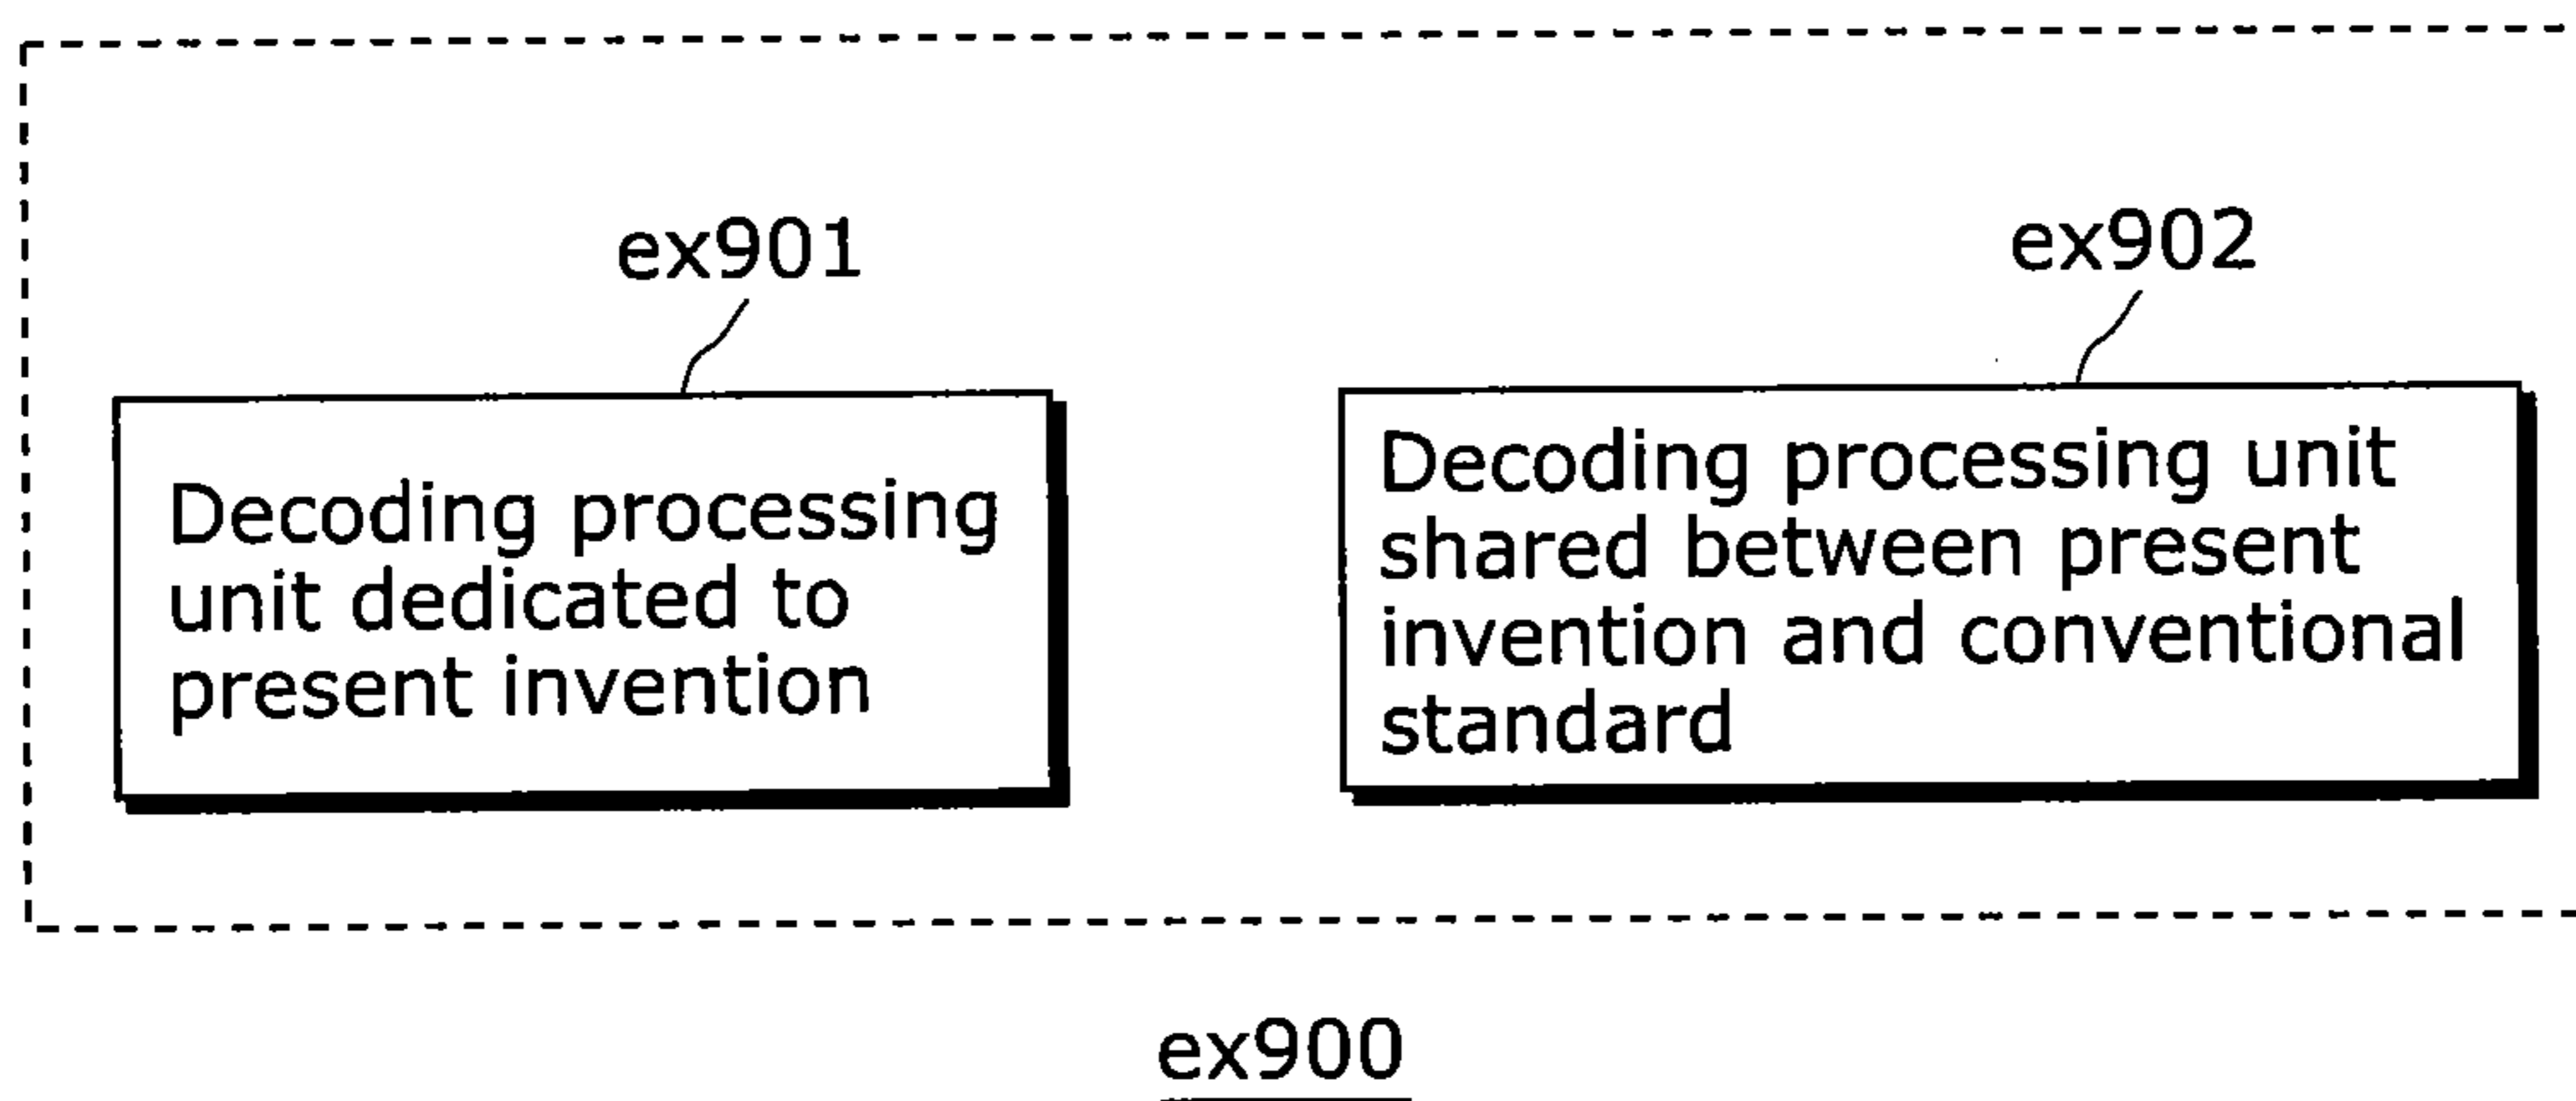 ex901
Decoding processing
unit dedicated to
present invention
ex902
Decoding processing unit
shared between present
invention and conventional
standard
ex900